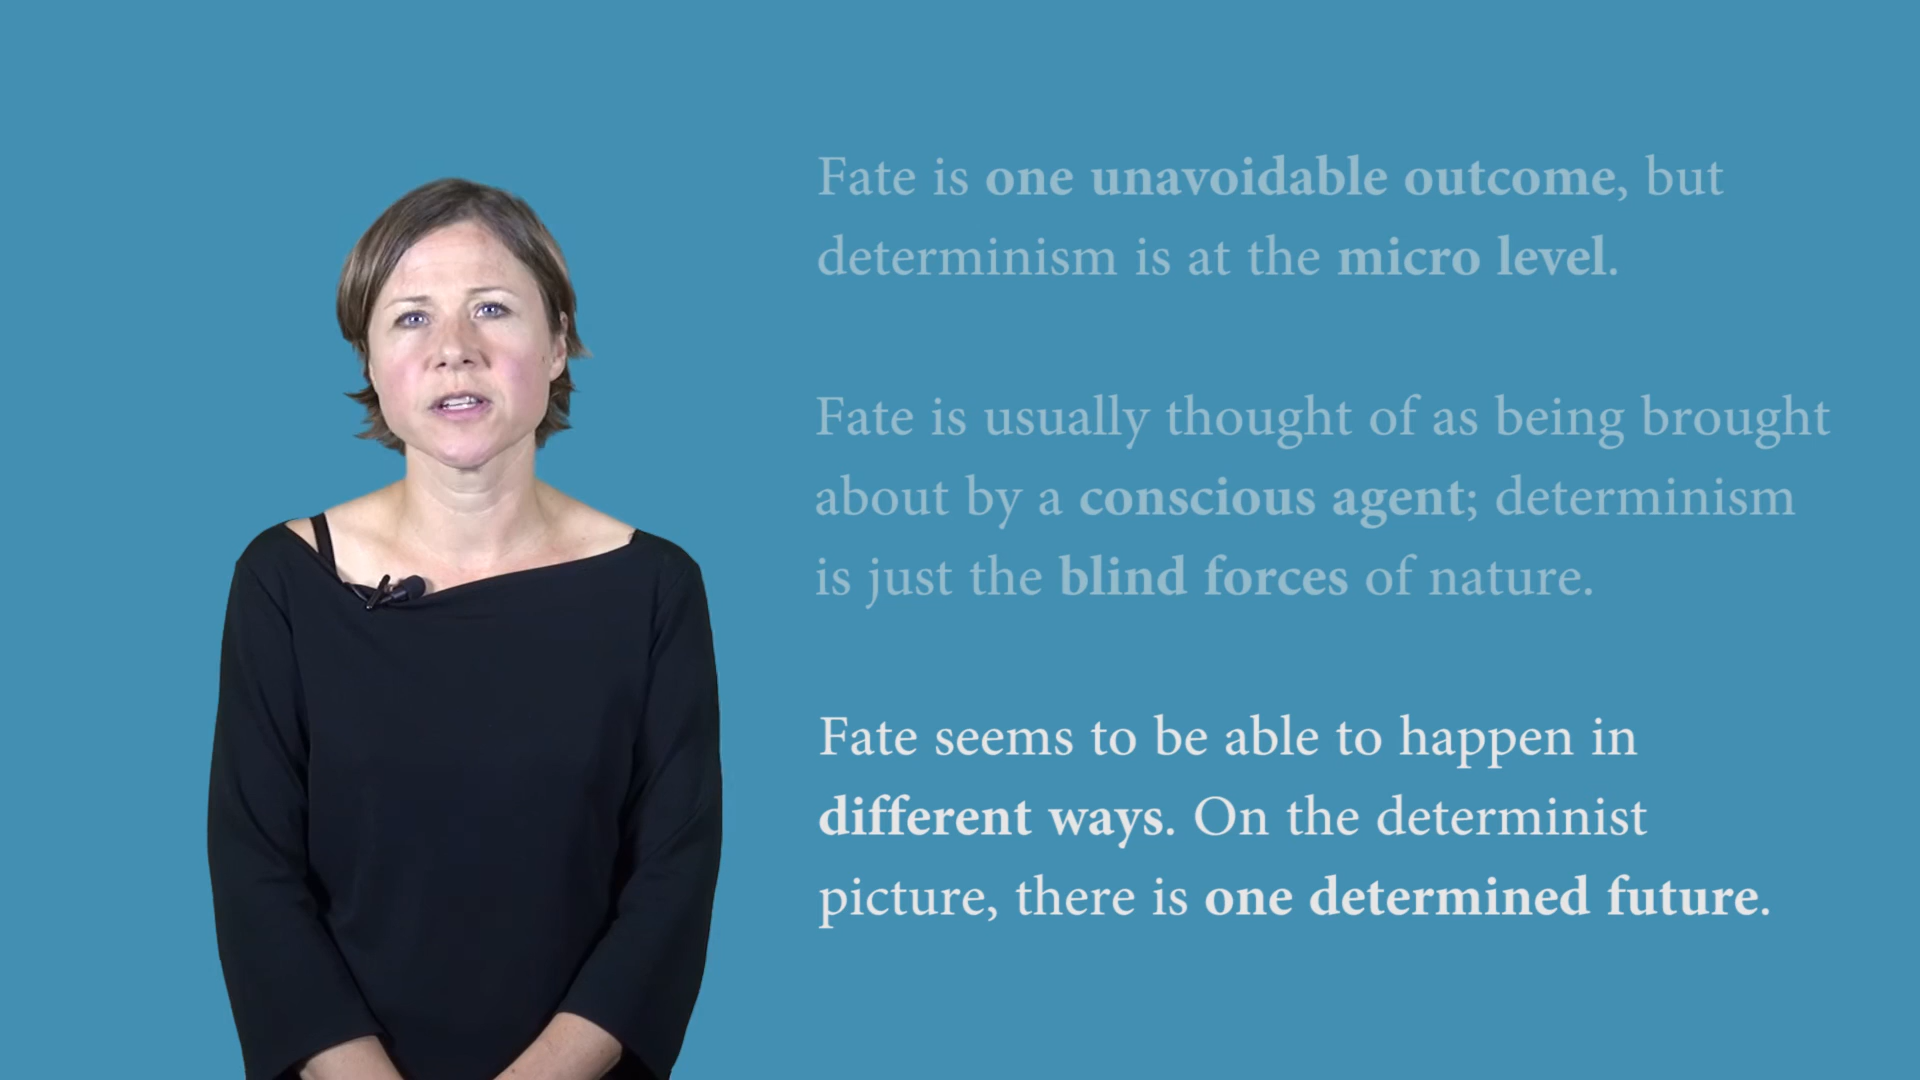 Fate is one unavoidable outcome, but
determinism is at the micro level.
Fate is usually thought of as being brought
about by a conscious agent; determinism
is just the blind forces of nature.
Fate seems to be able to happen in
different ways. On the determinist
picture, there is one determined future.